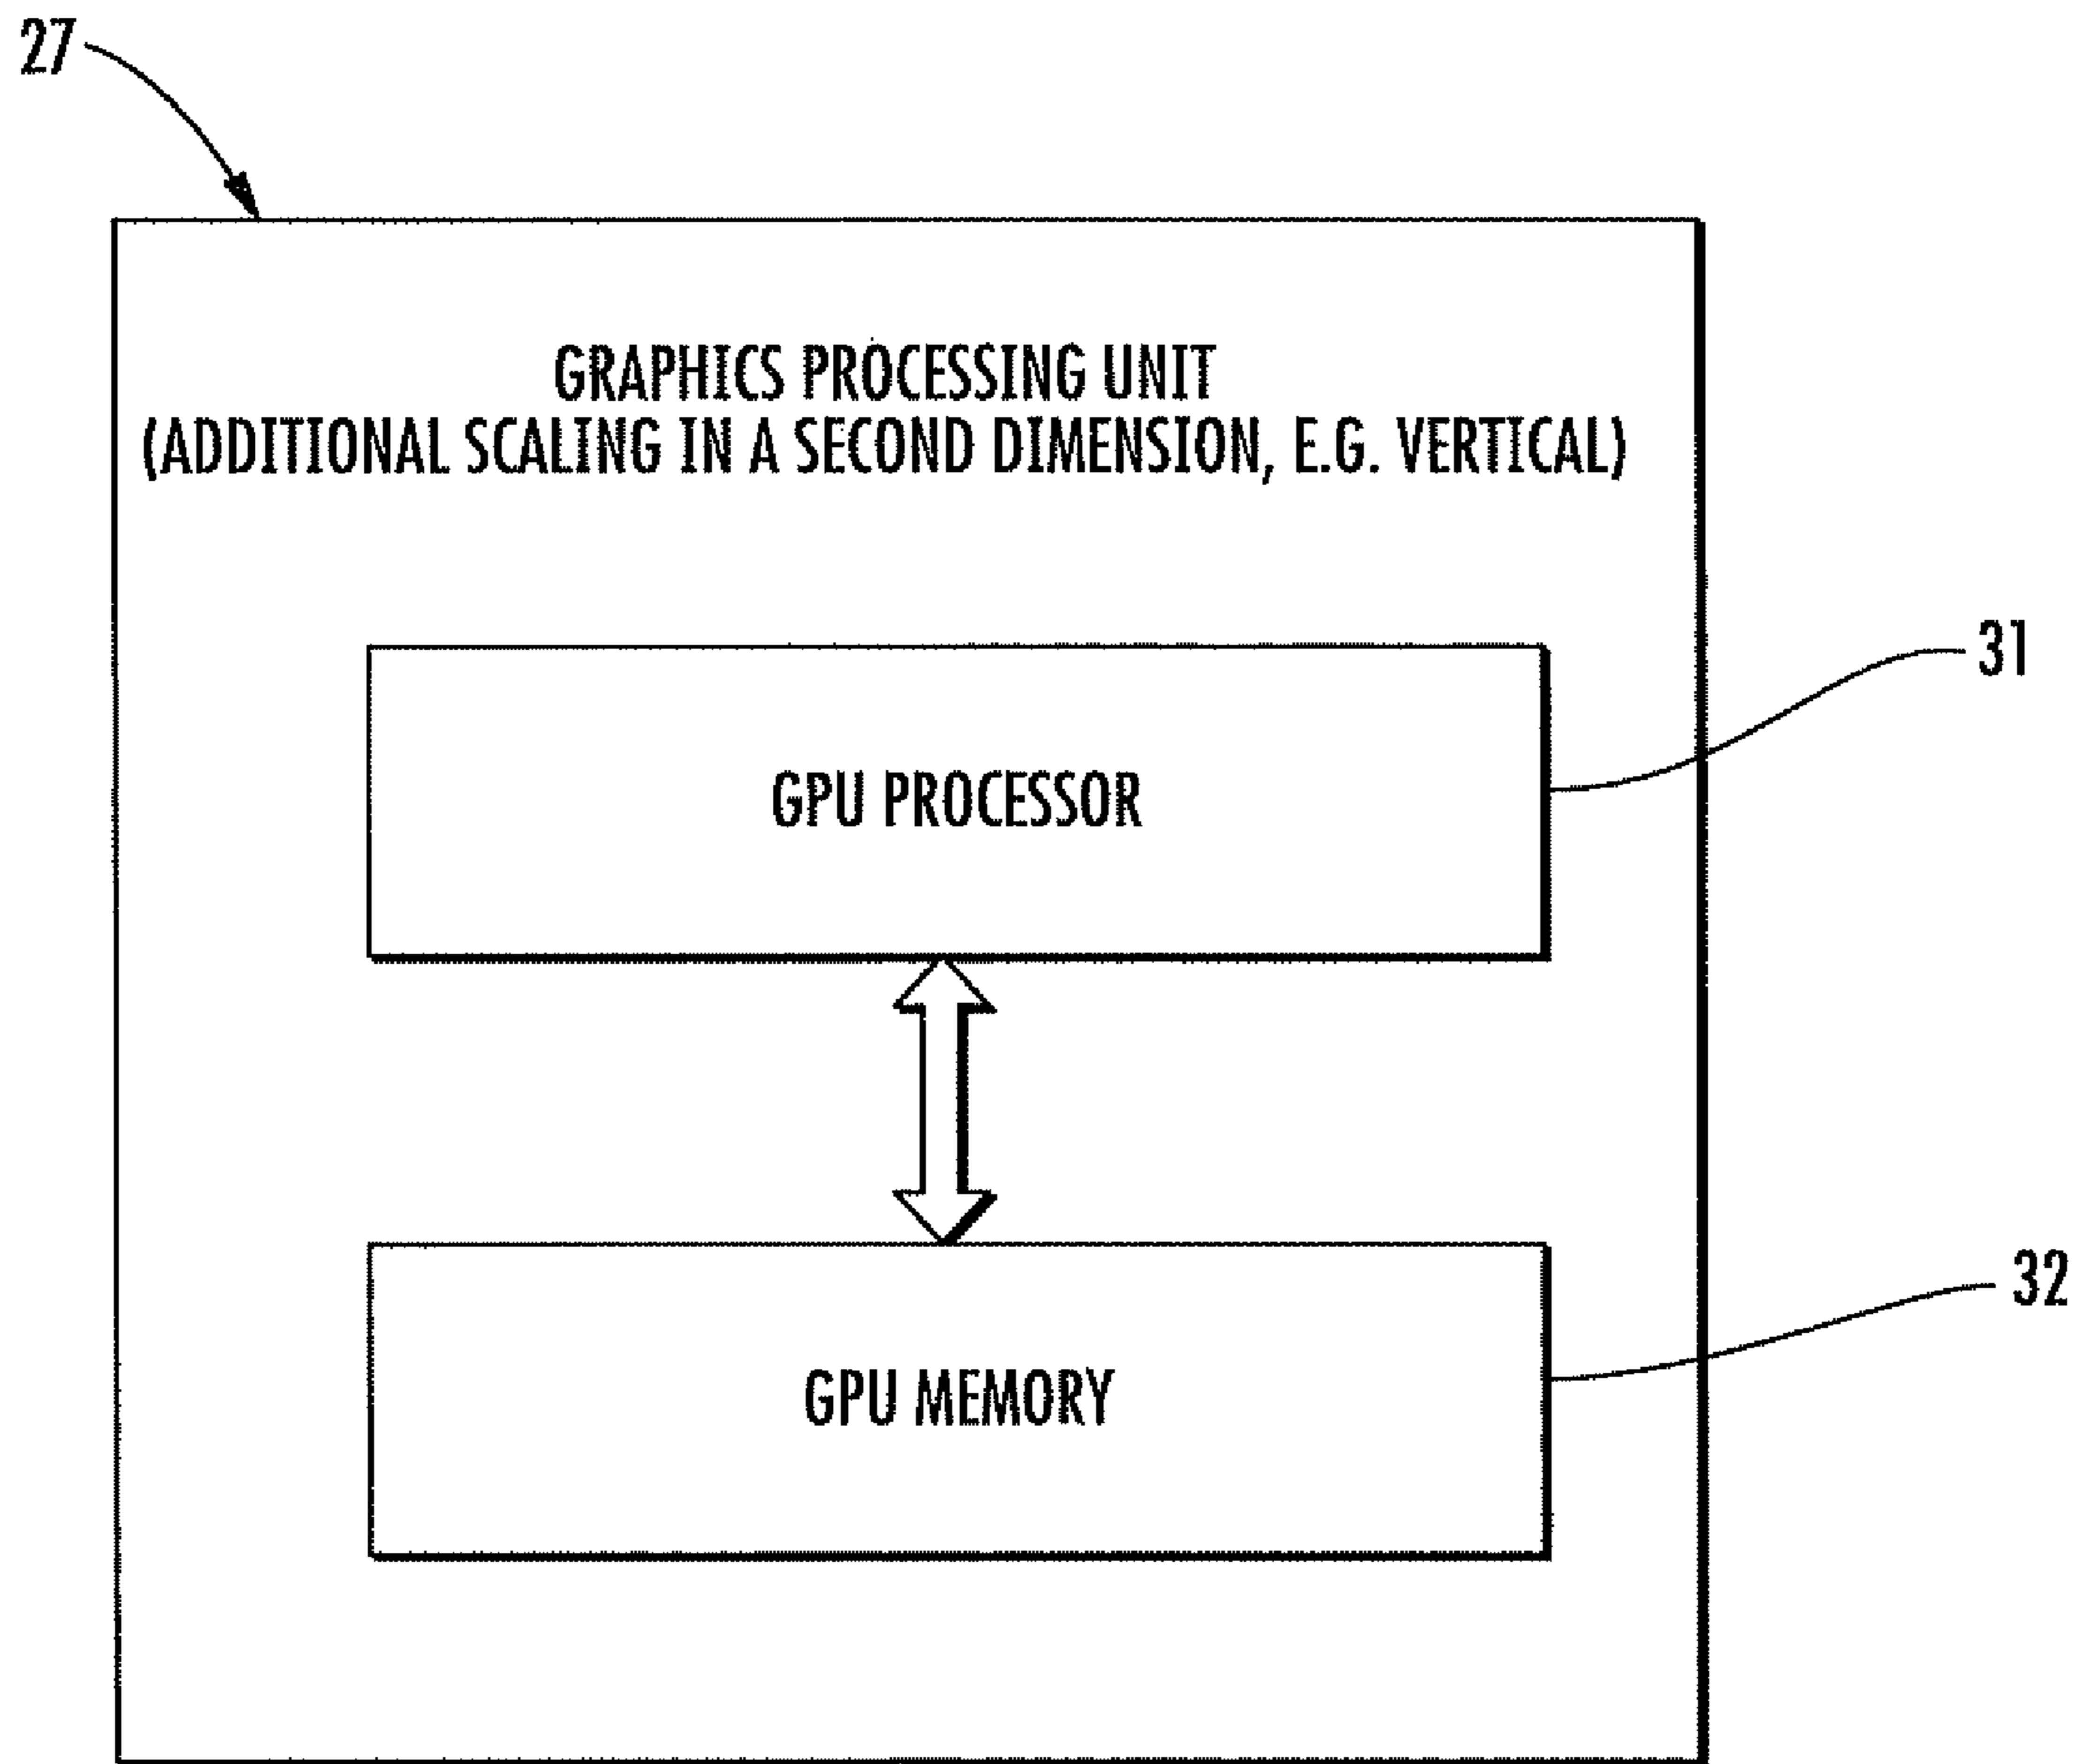 27
GRAPHICS PROCESSING UNIT
(ADDITIONAL SCALING IN A SECOND DIMENSION, E.G. VERTICAL)
31
GPU PROCESSOR
32
GPU MEMORY